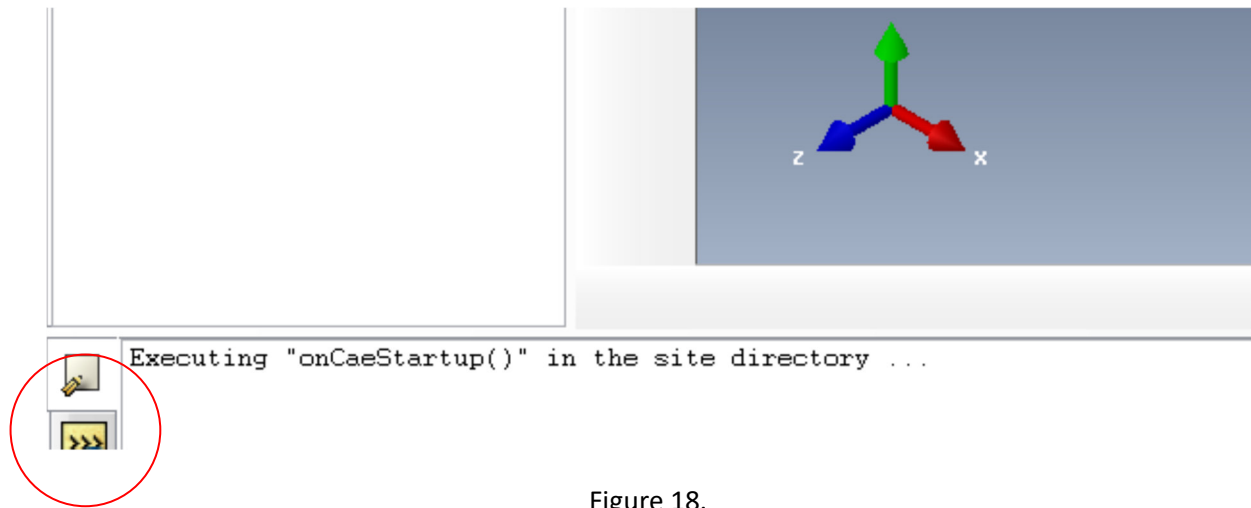 z x
Executing "onCaeStartup()" in the site directory ...
>>>
Figure 18.